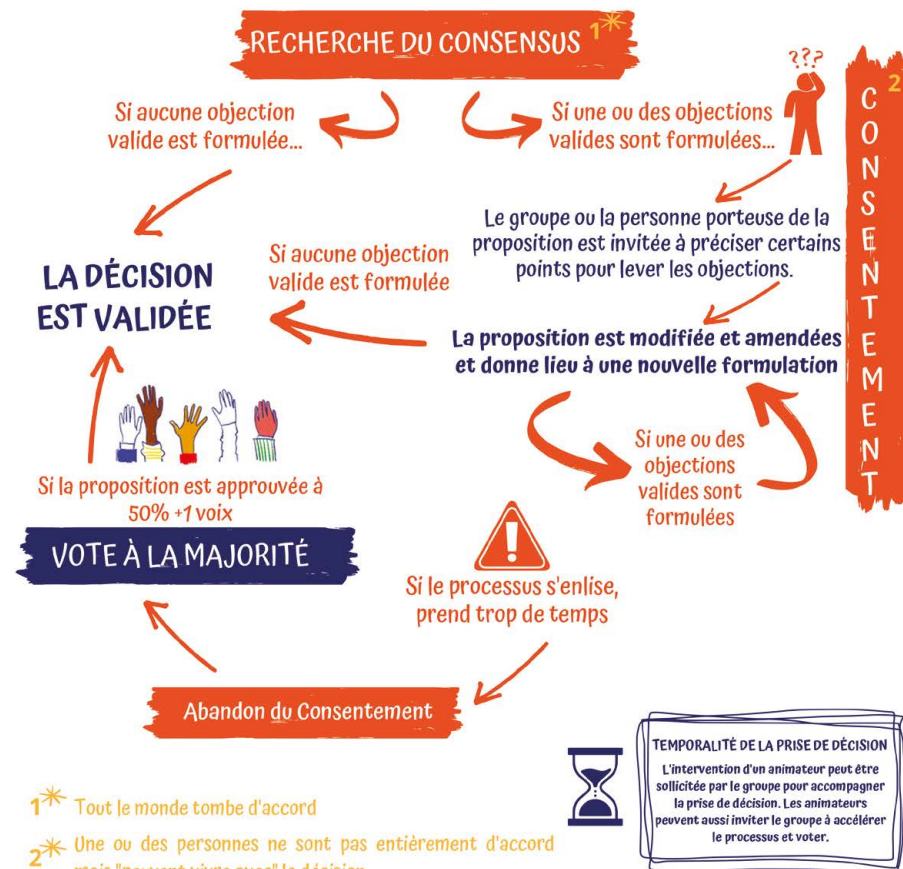 RECHERCHE DU CONSENSUS 1*
???
2
CONSENTEMENT
Si aucune objection
valide est formulée...
Si une ou des objections
valides sont formulées...
Le groupe ou la personne porteuse de la
proposition est invitée à préciser certains
points pour lever les objections.
Si aucune objection
valide est formulée
LA DÉCISION
EST VALIDÉE
La proposition est modifiée et amendées
et donne lieu à une nouvelle formulation
Si une ou des
objections
valides sont
formulées
Si la proposition est approuvée à
50% +1 voix
VOTE À LA MAJORITÉ
Si le processus s'enlise,
prend trop de temps
Abandon du Consentement
TEMPORALITÉ DE LA PRISE DE DÉCISION
L'intervention d'un animateur peut être
sollicitée par le groupe pour accompagner
la prise de décision. Les animateurs
peuvent aussi inviter le groupe à accélérer
le processus et voter.
1* Tout le monde tombe d'accord
2* Une ou des personnes ne sont pas entièrement d'accord
mais "peuvent vivre avec" la décision